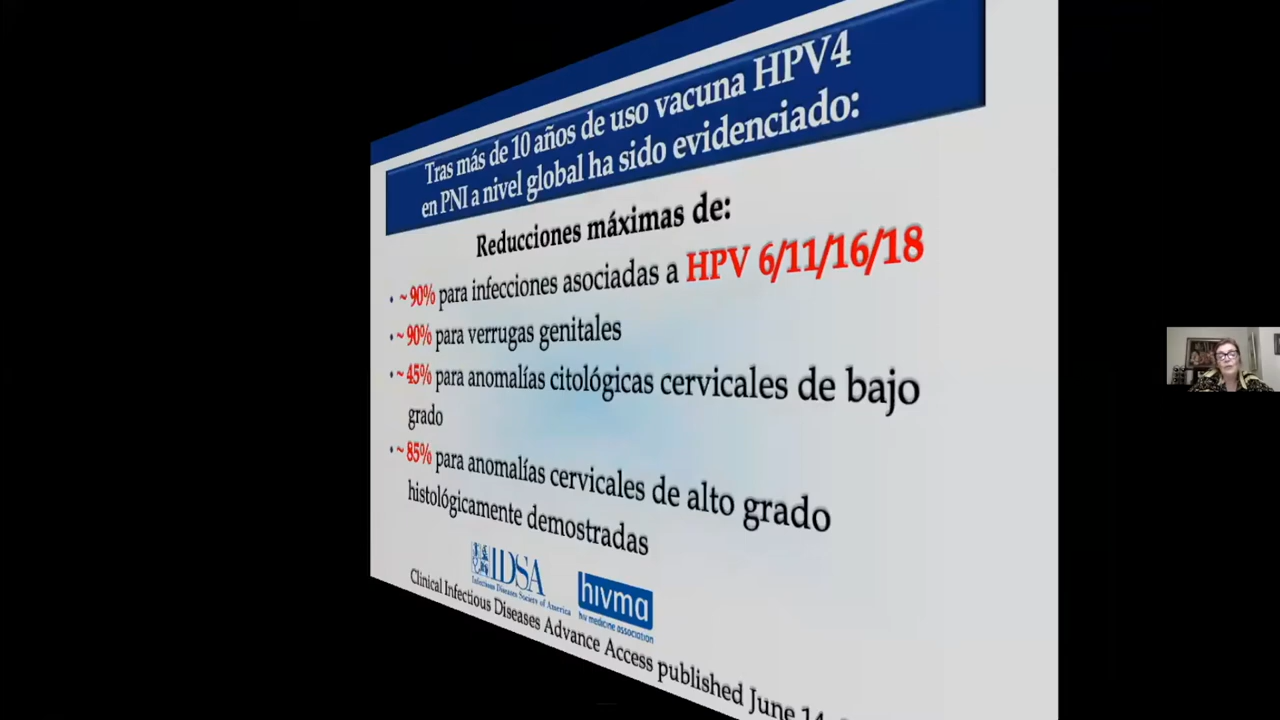 Tras más de 10 años de uso vacuna HPV4
en PNI a nivel global ha sido evidenciado:
Reducciones máximas de:
• ~ 90% para infecciones asociadas a HPV 6/11/16/18
• ~ 90% para verrugas genitales
• ~ 45% para anomalías citológicas cervicales de bajo
grado
• ~ 85% para anomalías cervicales de alto grado
histológicamente demostradas
IDSA
Infectious Diseases Society of America
hivma
hiv medicine association
Clinical Infectious Diseases Advance Access published June 14,